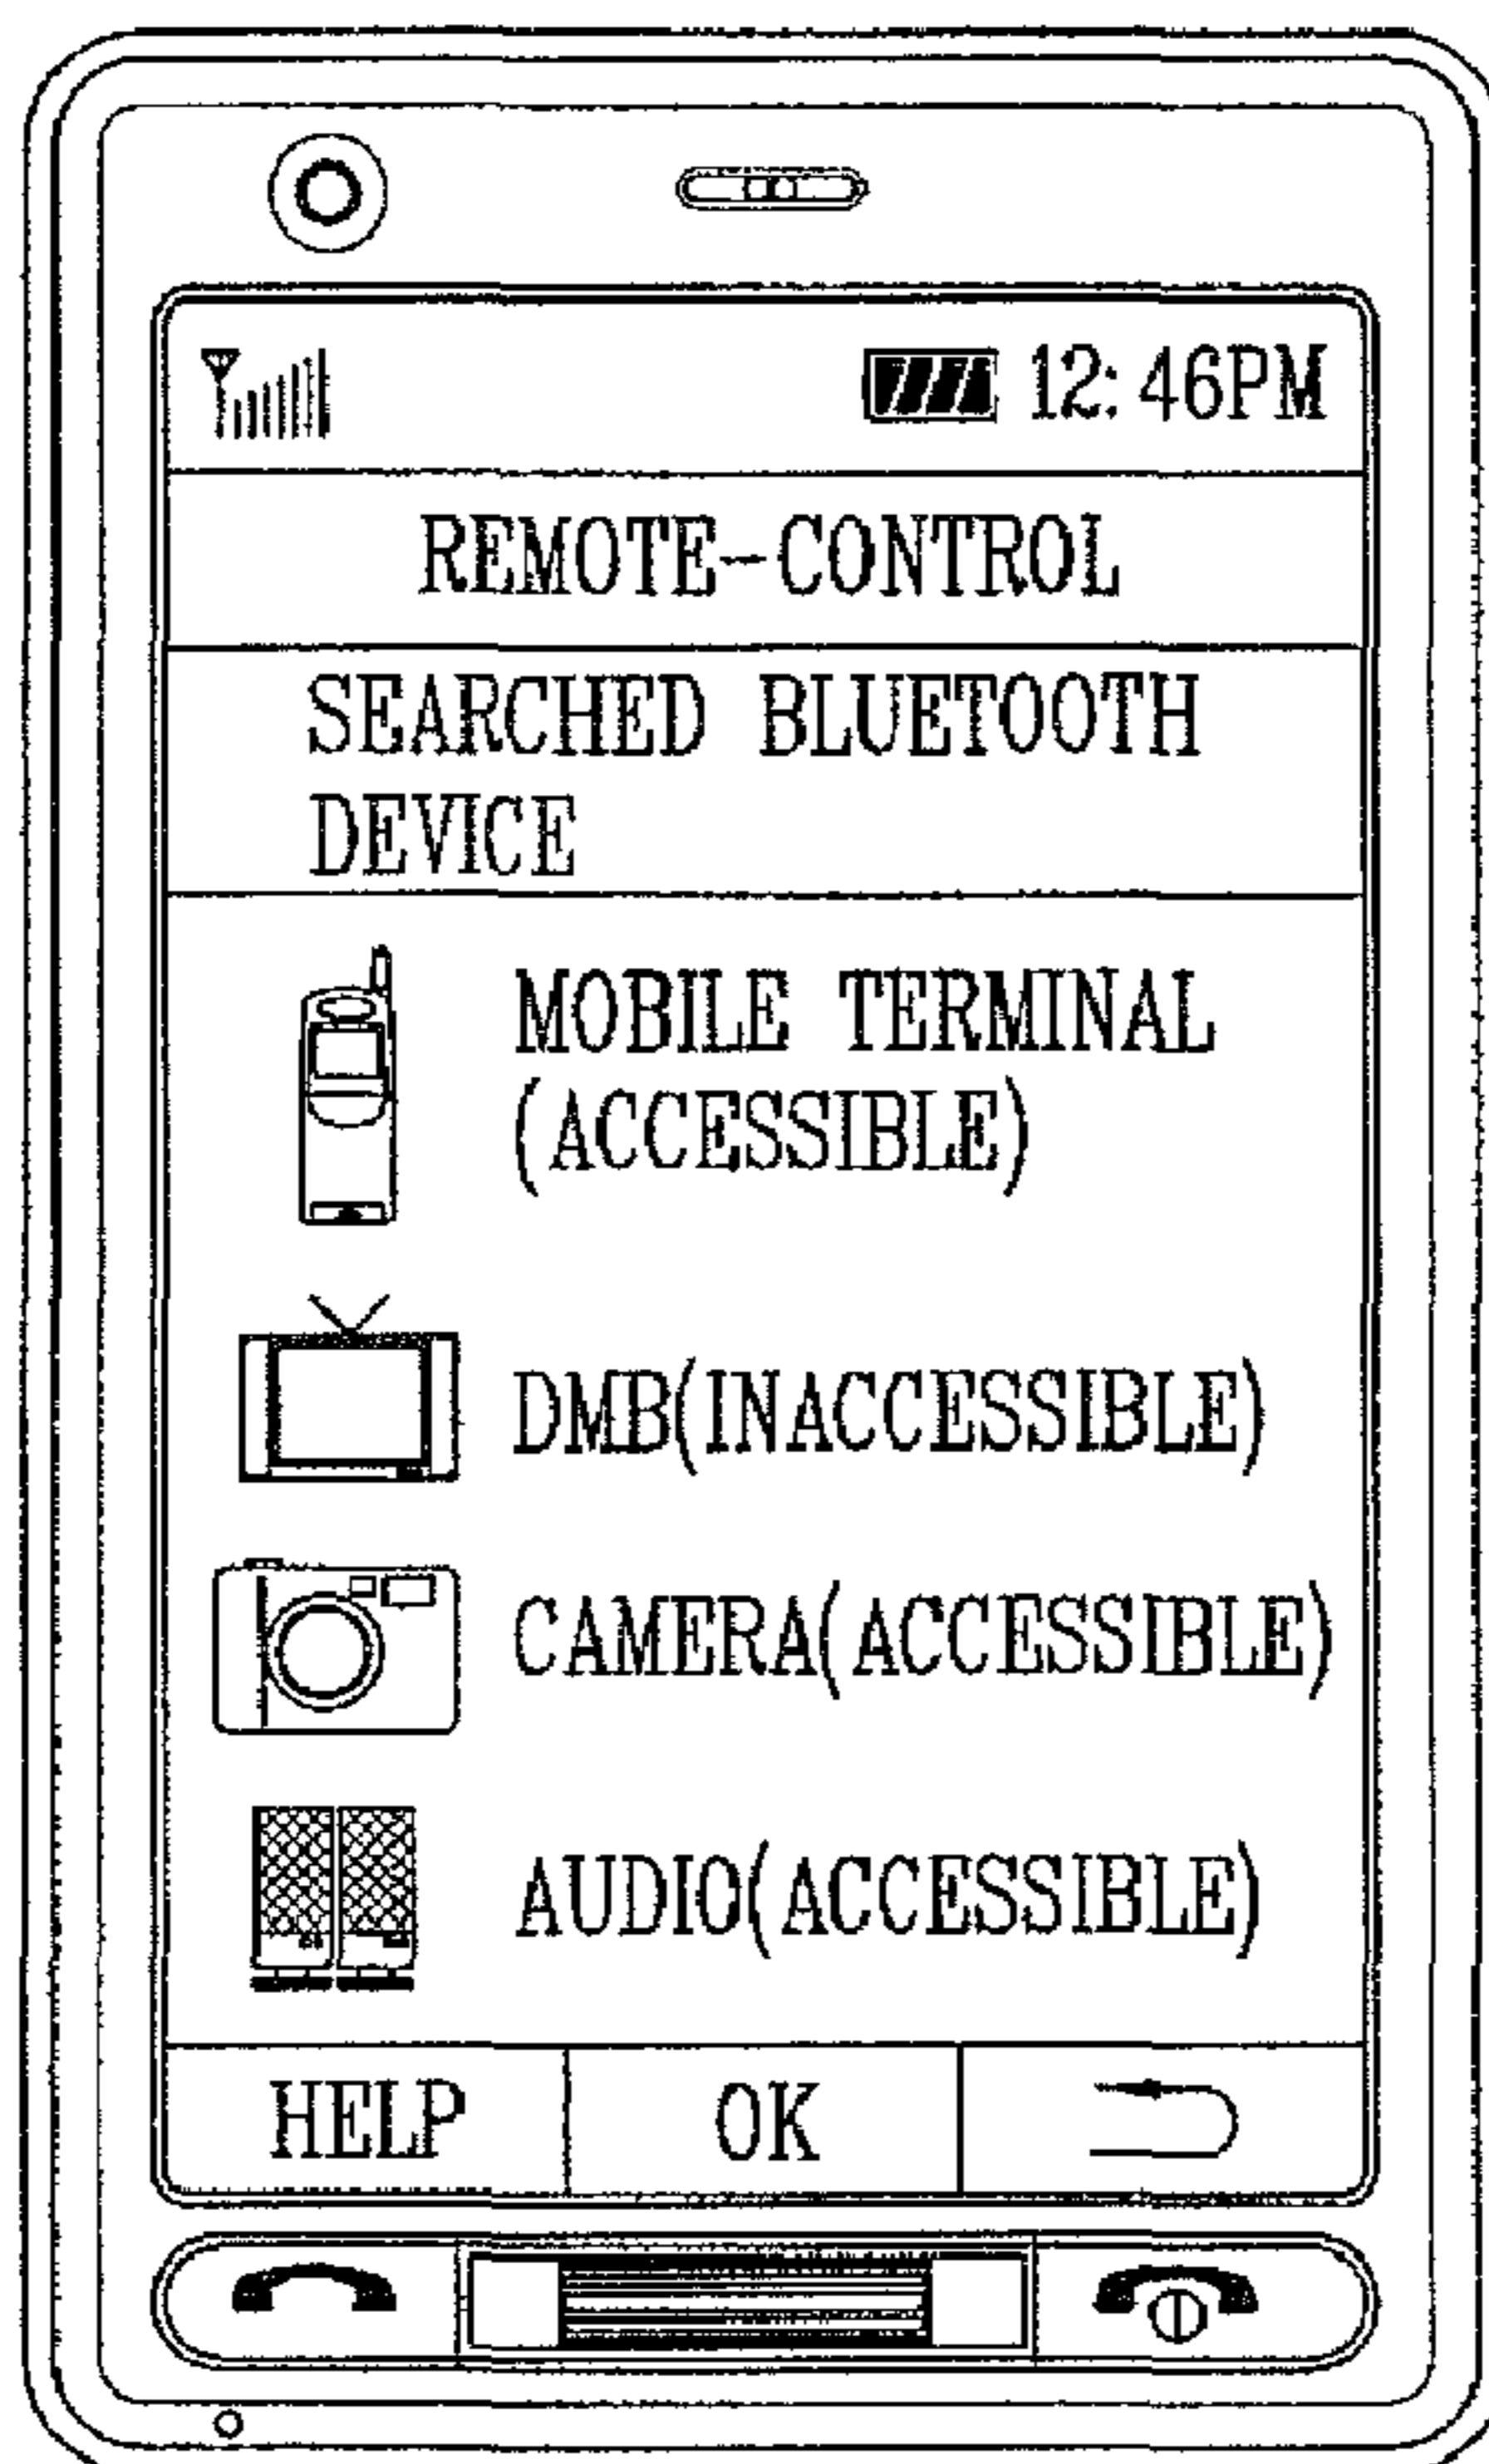 12:46PM
REMOTE-CONTROL
SEARCHED BLUETOOTH
DEVICE
MOBILE TERMINAL
(ACCESSIBLE)
DMB(INACCESSIBLE)
CAMERA(ACCESSIBLE)
AUDIO(ACCESSIBLE)
HELP OK